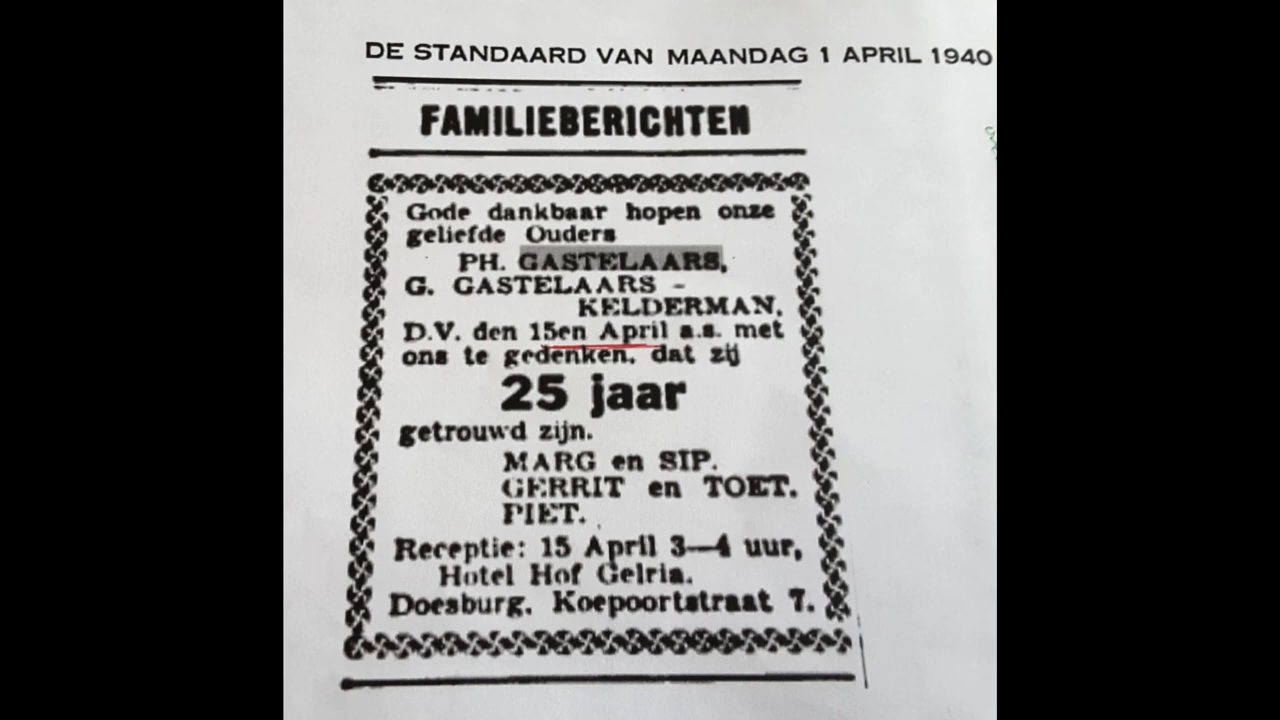 DE STANDAARD VAN MAANDAG 1 APRIL 1940
FAMILIEBERICHTEN
Gode dankbaar hopen onze
geliefde Ouders
PH. GASTELAARS,
G. GASTELAARS -
KELDERMAN,
D.V. den 15en April a.s. met
ons te gedenken, dat zij
25 jaar
getrouwd zijn.
MARG en SIP.
GERRIT en TOET.
PIET.
Receptie: 15 April 3—4 uur,
Hotel Hof Gelria.
Doesburg, Koepoortstraat 7.